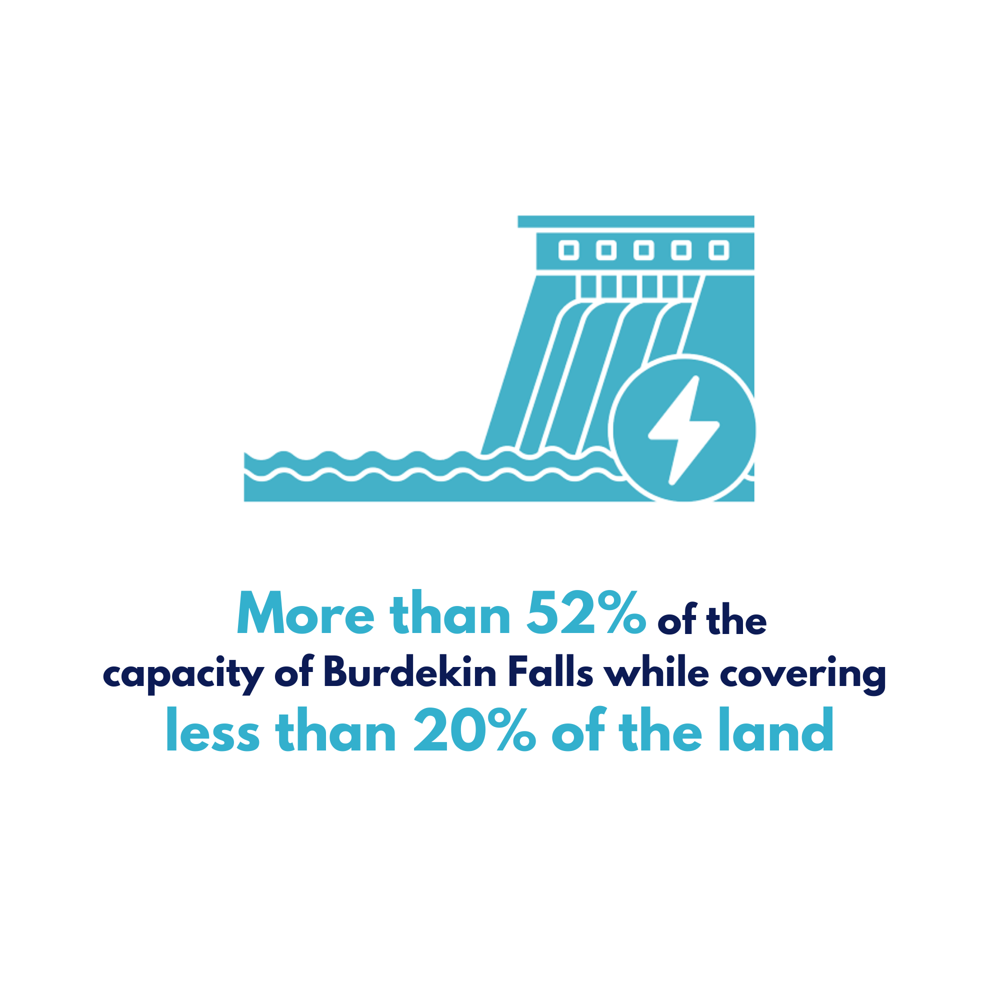 More than 52% of the
capacity of Burdekin Falls while covering
less than 20% of the land